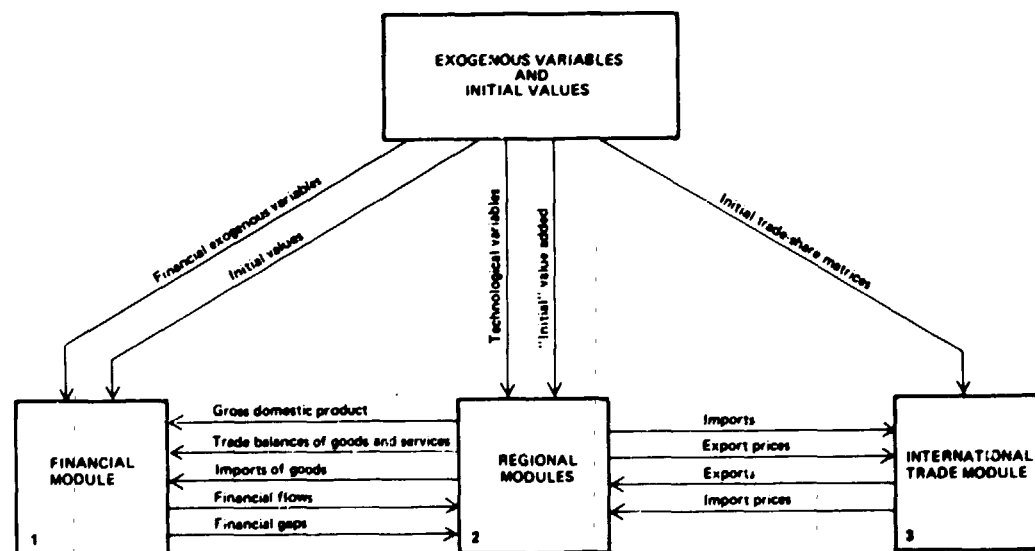 EXOGENOUS VARIABLES
AND
INITIAL VALUES
Financial exogenous variables
Initial values
Technological variables
"Initial" value added
Initial trade-share matrices
FINANCIAL
MODULE
1
Gross domestic product
Trade balances of goods and services
Imports of goods
Financial flows
Financial gaps
REGIONAL
MODULES
2
Imports
Export prices
Exports
Import prices
INTERNATIONAL
TRADE MODULE
3